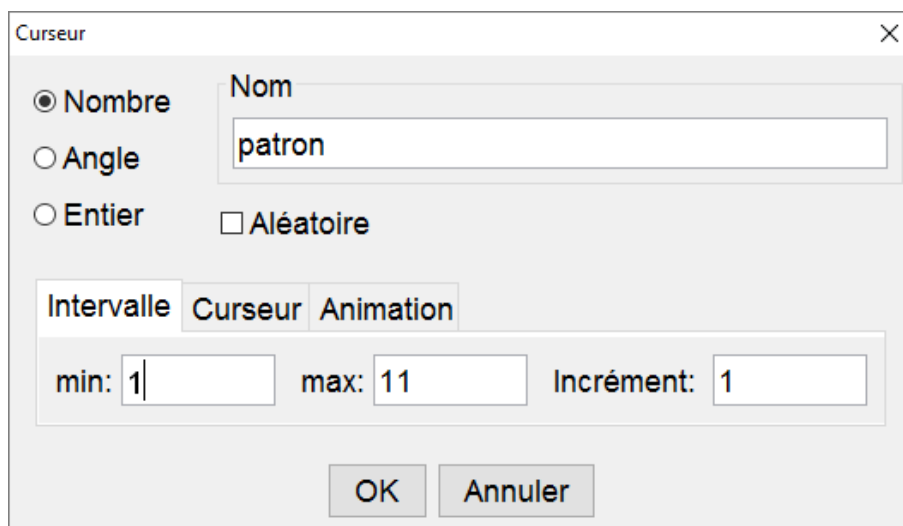 Curseur
Nombre
Nom
patron
Angle
Entier
Aléatoire
Intervalle Curseur Animation
min: 1 max: 11 Incrément: 1
OK Annuler